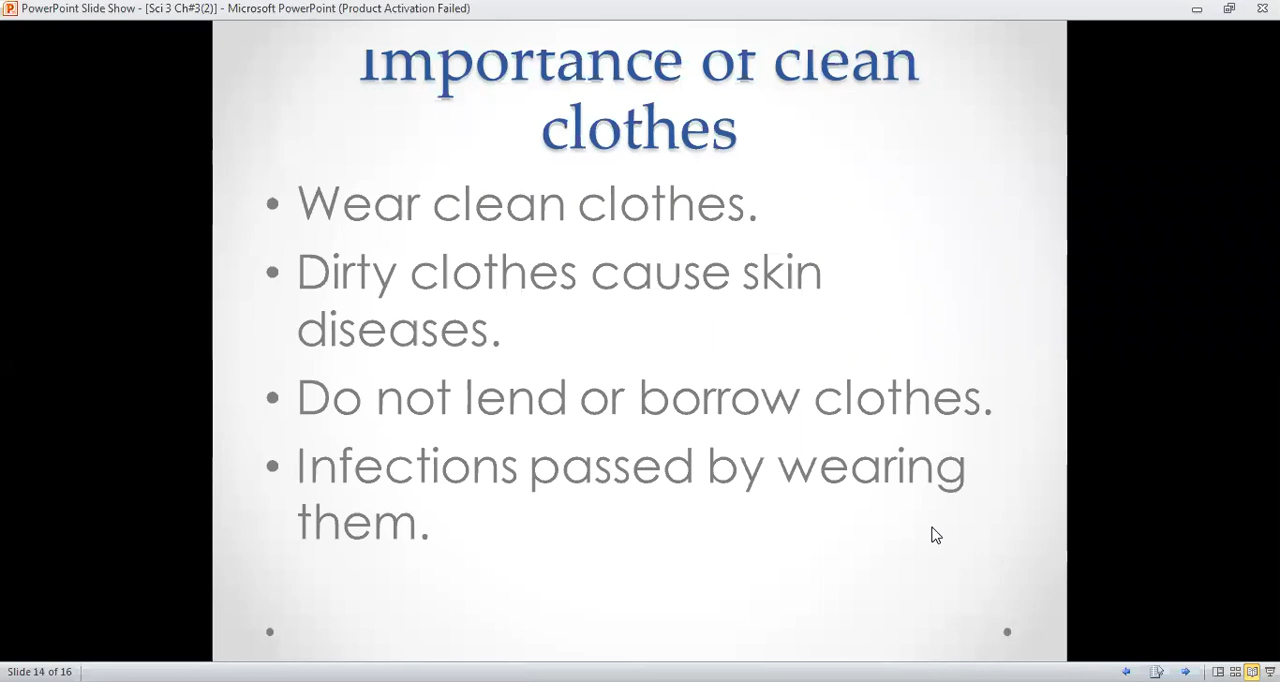 PowerPoint Slide Show - [Sci 3 Ch#3(2)] - Microsoft PowerPoint (Product Activation Failed)
Importance of clean
clothes
• Wear clean clothes.
• Dirty clothes cause skin
diseases.
• Do not lend or borrow clothes.
• Infections passed by wearing
them.
Slide 14 of 16